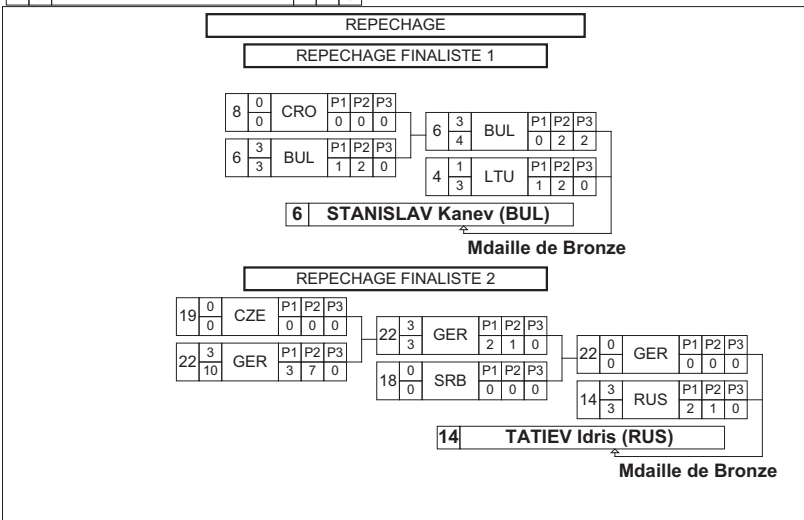 REPECHAGE
REPECHAGE FINALISTE 1
8 0 0 CRO P1 P2 P3 0 0 0
6 3 3 BUL P1 P2 P3 1 2 0
6 3 4 BUL P1 P2 P3 0 2 2
4 1 3 LTU P1 P2 P3 1 2 0
6 STANISLAV Kanev (BUL)
Mdaille de Bronze
REPECHAGE FINALISTE 2
19 0 0 CZE P1 P2 P3 0 0 0
22 3 10 GER P1 P2 P3 3 7 0
22 3 3 GER P1 P2 P3 2 1 0
18 0 0 SRB P1 P2 P3 0 0 0
22 0 0 GER P1 P2 P3 0 0 0
14 3 3 RUS P1 P2 P3 2 1 0
14 TATIEV Idris (RUS)
Mdaille de Bronze